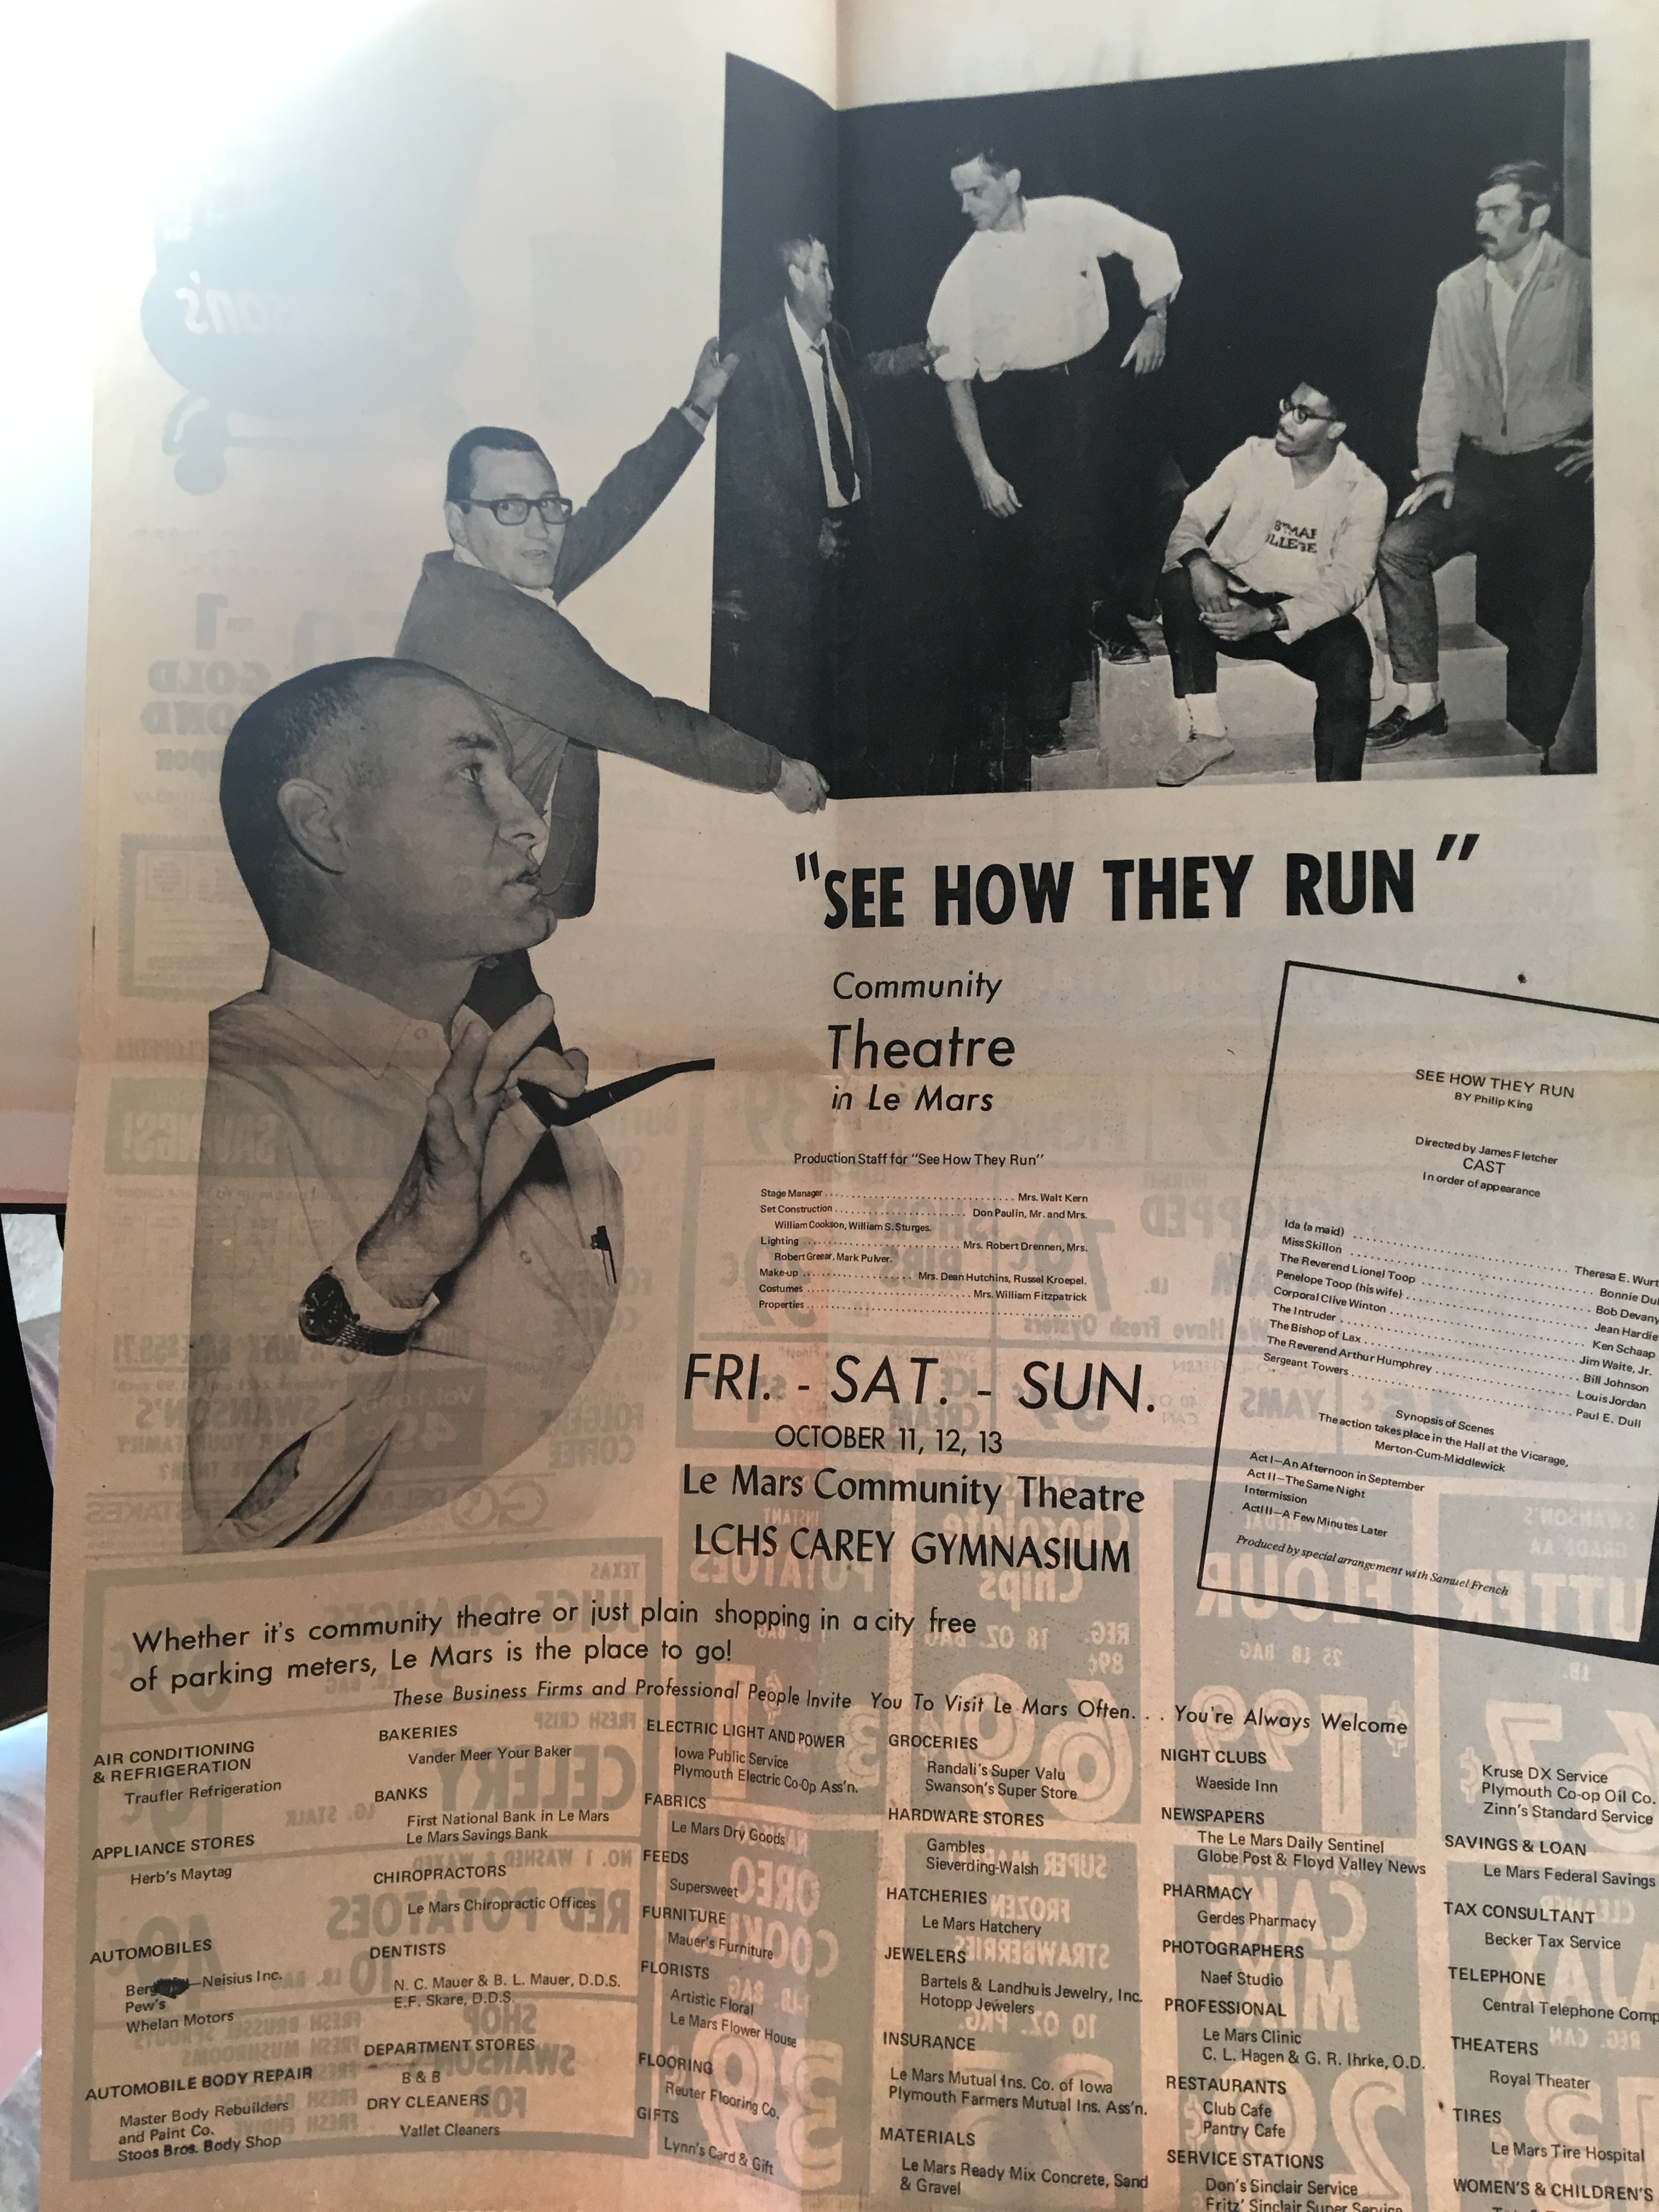 STMAR
LLEGE
"SEE HOW THEY RUN"
Community
Theatre
in Le Mars
Production Staff for "See How They Run"
Stage Manager . . . . . . . . . . Mrs. Walt Kern
Set Construction . . . . . . . . . . Don Paulin, Mr. and Mrs.
William Cookson, William S. Sturges.
Lighting . . . . . . . . . . Mrs. Robert Drennen, Mrs.
Robert Greear, Mark Pulver.
Make-up . . . . . . . . . . Mrs. Dean Hutchins, Russel Kroepel.
Costumes . . . . . . . . . . Mrs. William Fitzpatrick
Properties . . . . . . . . . .
FRI. - SAT. - SUN.
OCTOBER 11, 12, 13
Le Mars Community Theatre
LCHS CAREY GYMNASIUM
SEE HOW THEY RUN
BY Philip King
Directed by James Fletcher
CAST
In order of appearance
Ida (a maid) . . . . . . . . . . Theresa E. Wurt
Miss Skillon . . . . . . . . . . Bonnie Dul
The Reverend Lionel Toop . . . . . . . . . . Bob Devany
Penelope Toop (his wife) . . . . . . . . . . Jean Hardie
Corporal Clive Winton . . . . . . . . . . Ken Schaap
The Intruder . . . . . . . . . . Jim Waite, Jr.
The Bishop of Lax . . . . . . . . . . Bill Johnson
The Reverend Arthur Humphrey . . . . . . . . . . Louis Jordan
Sergeant Towers . . . . . . . . . . Paul E. Dull
Synopsis of Scenes
The action takes place in the Hall at the Vicarage,
Merton-Cum-Middlewick
Act I—An Afternoon in September
Act II—The Same Night
Intermission
Act III—A Few Minutes Later
Produced by special arrangement with Samuel French
Whether it's community theatre or just plain shopping in a city free
of parking meters, Le Mars is the place to go!
These Business Firms and Professional People Invite You To Visit Le Mars Often. . . You're Always Welcome
AIR CONDITIONING
& REFRIGERATION
Traufler Refrigeration
APPLIANCE STORES
Herb's Maytag
AUTOMOBILES
Neisius Inc.
Pew's
Whelan Motors
AUTOMOBILE BODY REPAIR
Master Body Rebuilders
and Paint Co.
Stoos Bros. Body Shop
BAKERIES
Vander Meer Your Baker
BANKS
First National Bank in Le Mars
Le Mars Savings Bank
CHIROPRACTORS
Le Mars Chiropractic Offices
DENTISTS
N. C. Mauer & B. L. Mauer, D.D.S.
E.F. Skare, D.D.S.
DEPARTMENT STORES
B & B
DRY CLEANERS
Vallet Cleaners
ELECTRIC LIGHT AND POWER
Iowa Public Service
Plymouth Electric Co-Op Ass'n.
FABRICS
Le Mars Dry Goods
FEEDS
Supersweet
FURNITURE
Mauer's Furniture
FLORISTS
Artistic Floral
Le Mars Flower House
FLOORING
Reuter Flooring Co.
GIFTS
Lynn's Card & Gift
GROCERIES
Randall's Super Valu
Swanson's Super Store
HARDWARE STORES
Gambles
Sieverding-Walsh
HATCHERIES
Le Mars Hatchery
JEWELERS
Bartels & Landhuis Jewelry, Inc.
Hotopp Jewelers
INSURANCE
Le Mars Mutual Ins. Co. of Iowa
Plymouth Farmers Mutual Ins. Ass'n.
MATERIALS
Le Mars Ready Mix Concrete, Sand
& Gravel
NIGHT CLUBS
Waeside Inn
NEWSPAPERS
The Le Mars Daily Sentinel
Globe Post & Floyd Valley News
PHARMACY
Gerdes Pharmacy
PHOTOGRAPHERS
Naef Studio
PROFESSIONAL
Le Mars Clinic
C. L. Hagen & G. R. Ihrke, O.D.
RESTAURANTS
Club Cafe
Pantry Cafe
SERVICE STATIONS
Don's Sinclair Service
Fritz' Sinclair Super Service
Kruse DX Service
Plymouth Co-op Oil Co.
Zinn's Standard Service
SAVINGS & LOAN
Le Mars Federal Savings
TAX CONSULTANT
Becker Tax Service
TELEPHONE
Central Telephone Comp
THEATERS
Royal Theater
TIRES
Le Mars Tire Hospital
WOMEN'S & CHILDREN'S